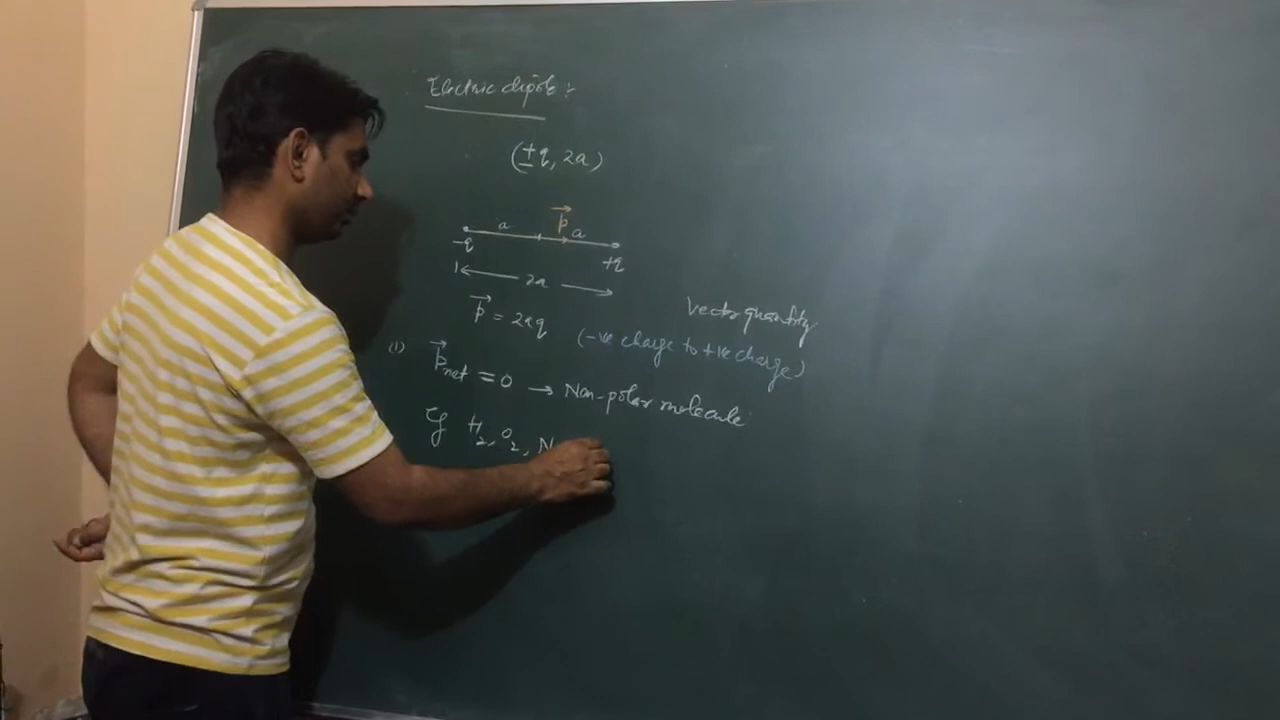 Electric dipole :
(±q, 2a)
a p⃗ a
-q +q
2a
p⃗ = 2aq
Vector quantity
(-ve charge to +ve charge)
(1) p⃗net = 0 → Non-polar molecule
Eg H₂, O₂, N